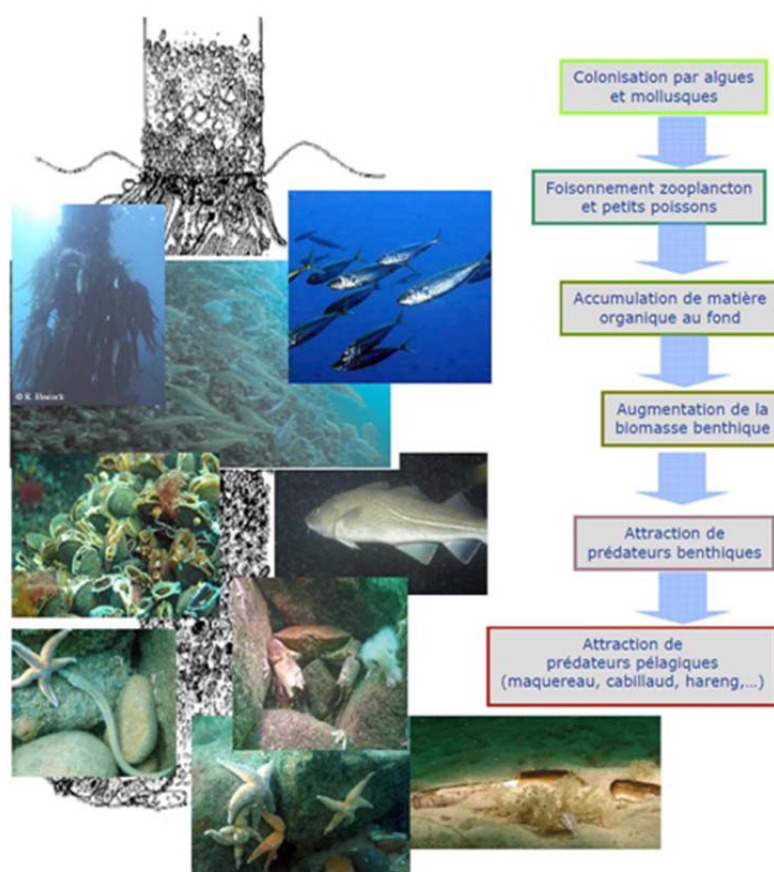 Colonisation par algues
et mollusques
Foisonnement zooplancton
et petits poissons
Accumulation de matière
organique au fond
Augmentation de la
biomasse benthique
Attraction de
prédateurs benthiques
Attraction de
prédateurs pélagiques
(maquereau, cabillaud, hareng,...)
© K. Hiscock